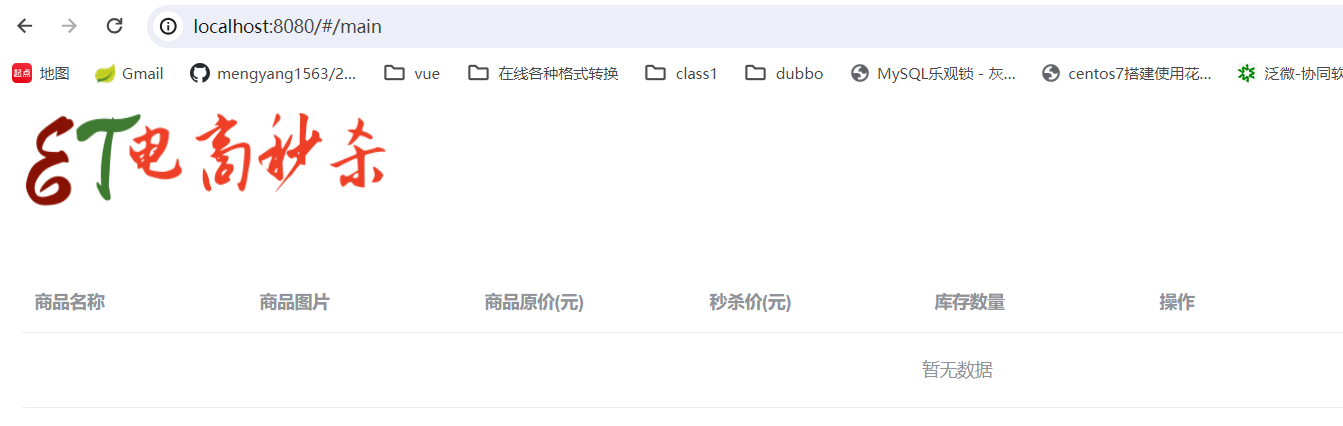 localhost:8080/#/main
起点 地图 Gmail mengyang1563/2... vue 在线各种格式转换 class1 dubbo MySQL乐观锁 - 灰... centos7搭建使用花... 泛微-协同软
ET电商秒杀
商品名称 商品图片 商品原价(元) 秒杀价(元) 库存数量 操作
暂无数据